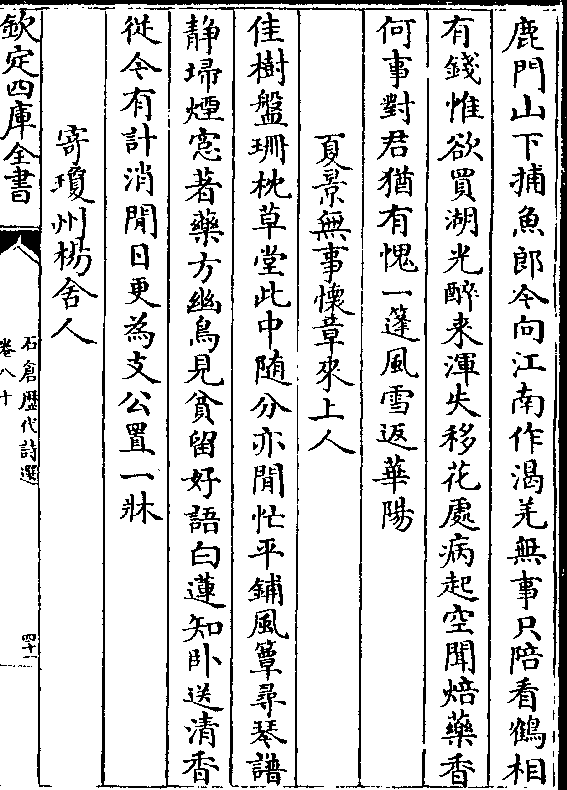 鹿門山下捕魚郎今向江南作渴羌無事只陪看鶴相
有錢惟欲買湖光醉来渾失移花處病起空聞焙藥香
何事對君猶有愧一蓬風雪返華陽
夏景無事懷章來上人
佳樹盤珊枕草堂此中隨分亦閒忙平鋪風簟尋琴譜
静埽煙窓著藥方幽鳥見貧留好語白蓮知卧送清香
從今有計消閒日更為支公置一牀
寄瓊州楊舍人
欽定四庫全書
石倉歷代詩選
卷八十
四十一